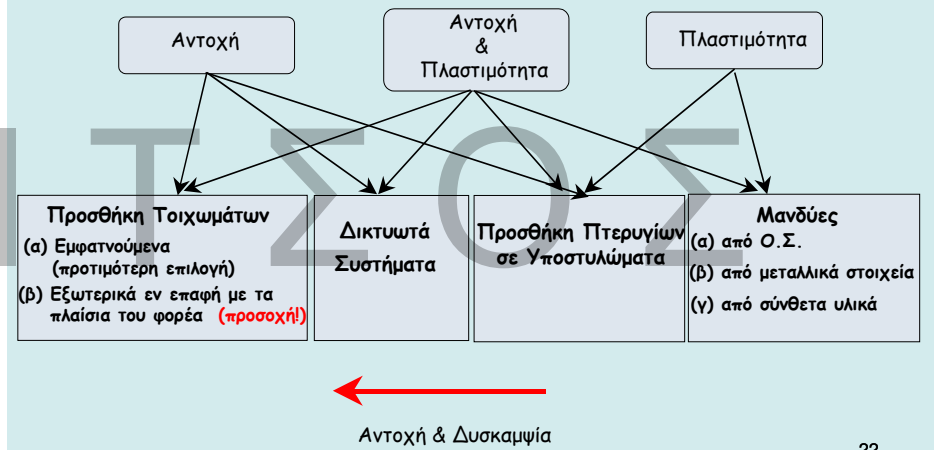 Αντοχή
Αντοχή
&
Πλαστιμότητα
Πλαστιμότητα
ΙΤΣΟΣ
Προσθήκη Τοιχωμάτων
(α) Εμφατνούμενα
(προτιμότερη επιλογή)
(β) Εξωτερικά εν επαφή με τα
πλαίσια του φορέα (προσοχή!)
Δικτυωτά
Συστήματα
Προσθήκη Πτερυγίων
σε Υποστυλώματα
Μανδύες
(α) από Ο.Σ.
(β) από μεταλλικά στοιχεία
(γ) από σύνθετα υλικά
Αντοχή & Δυσκαμψία